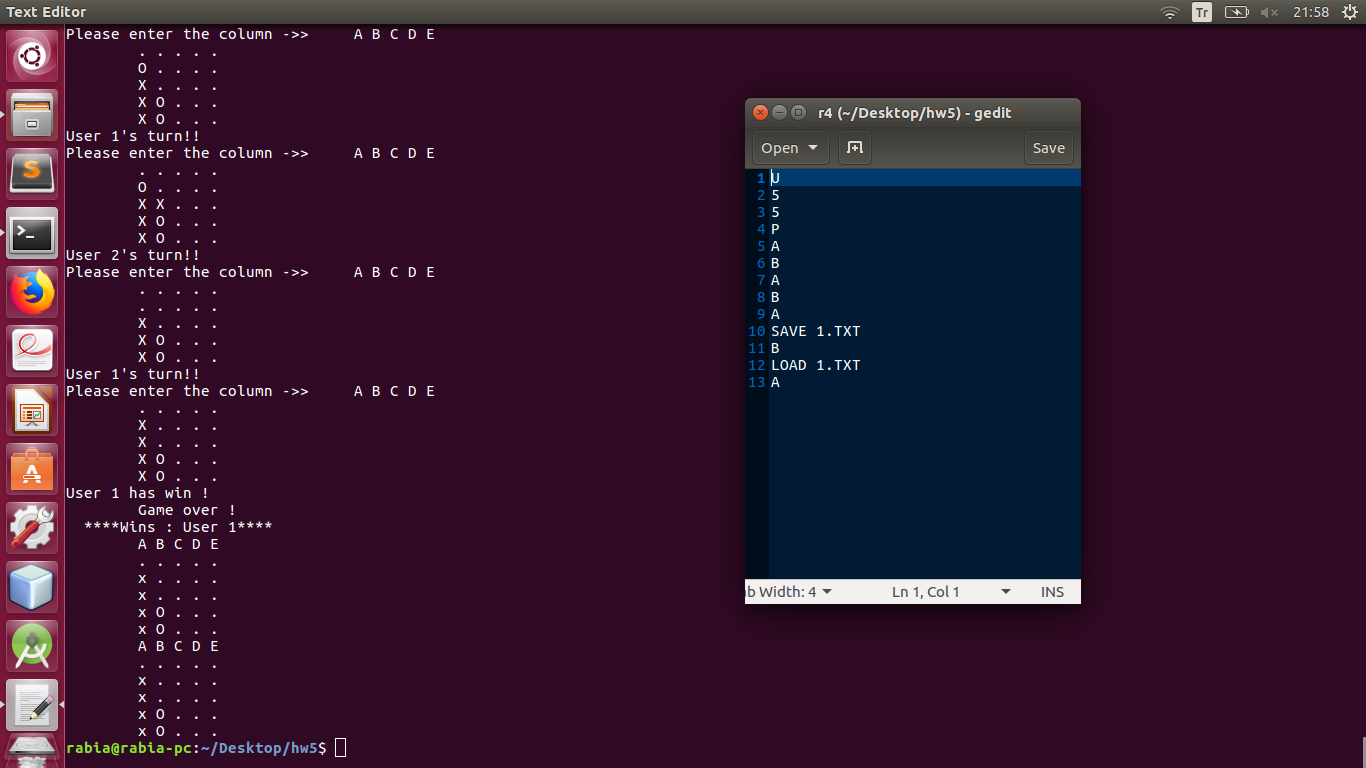 Text Editor
Tr
21:58
Please enter the column ->> A B C D E
. . . . .
O . . . .
X . . . .
X O . . .
X O . . .
User 1's turn!!
Please enter the column ->> A B C D E
. . . . .
O . . . .
X X . . .
X O . . .
X O . . .
User 2's turn!!
Please enter the column ->> A B C D E
. . . . .
. . . . .
X . . . .
X O . . .
X O . . .
User 1's turn!!
Please enter the column ->> A B C D E
. . . . .
X . . . .
X . . . .
X O . . .
X O . . .
User 1 has win !
Game over !
****Wins : User 1****
A B C D E
. . . . .
x . . . .
x . . . .
x O . . .
x O . . .
A B C D E
. . . . .
x . . . .
x . . . .
x O . . .
x O . . .
rabia@rabia-pc:~/Desktop/hw5$
r4 (~/Desktop/hw5) - gedit
Open
Save
1 U
2 5
3 5
4 P
5 A
6 B
7 A
8 B
9 A
10 SAVE 1.TXT
11 B
12 LOAD 1.TXT
13 A
b Width: 4
Ln 1, Col 1
INS